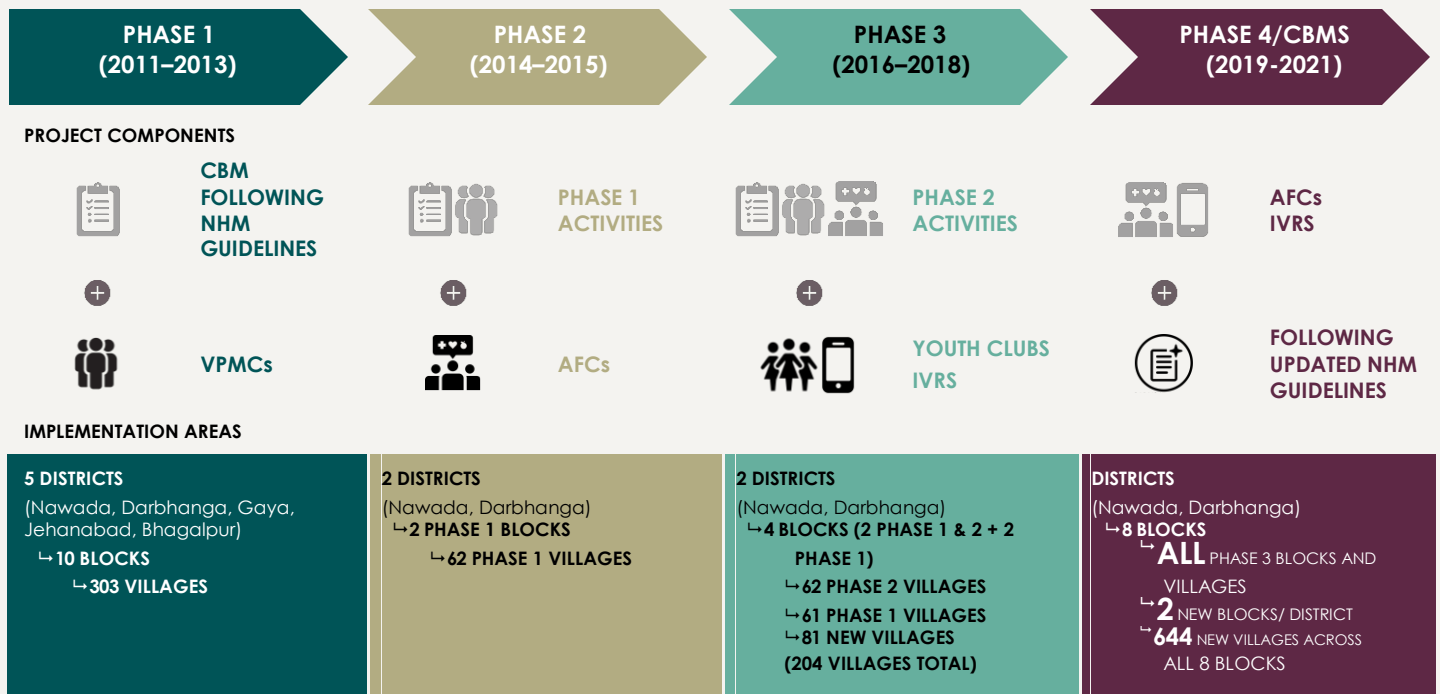 PHASE 1
(2011–2013)
PHASE 2
(2014–2015)
PHASE 3
(2016–2018)
PHASE 4/CBMS
(2019-2021)
PROJECT COMPONENTS
CBM
FOLLOWING
NHM
GUIDELINES
PHASE 1
ACTIVITIES
PHASE 2
ACTIVITIES
AFCs
IVRS
VPMCs
AFCs
YOUTH CLUBS
IVRS
FOLLOWING
UPDATED NHM
GUIDELINES
IMPLEMENTATION AREAS
5 DISTRICTS
(Nawada, Darbhanga, Gaya,
Jehanabad, Bhagalpur)
↪10 BLOCKS
↪303 VILLAGES
2 DISTRICTS
(Nawada, Darbhanga)
↪2 PHASE 1 BLOCKS
↪62 PHASE 1 VILLAGES
2 DISTRICTS
(Nawada, Darbhanga)
↪4 BLOCKS (2 PHASE 1 & 2 + 2
PHASE 1)
↪62 PHASE 2 VILLAGES
↪61 PHASE 1 VILLAGES
↪81 NEW VILLAGES
(204 VILLAGES TOTAL)
DISTRICTS
(Nawada, Darbhanga)
↪8 BLOCKS
↪ALL PHASE 3 BLOCKS AND
VILLAGES
↪2 NEW BLOCKS/ DISTRICT
↪644 NEW VILLAGES ACROSS
ALL 8 BLOCKS